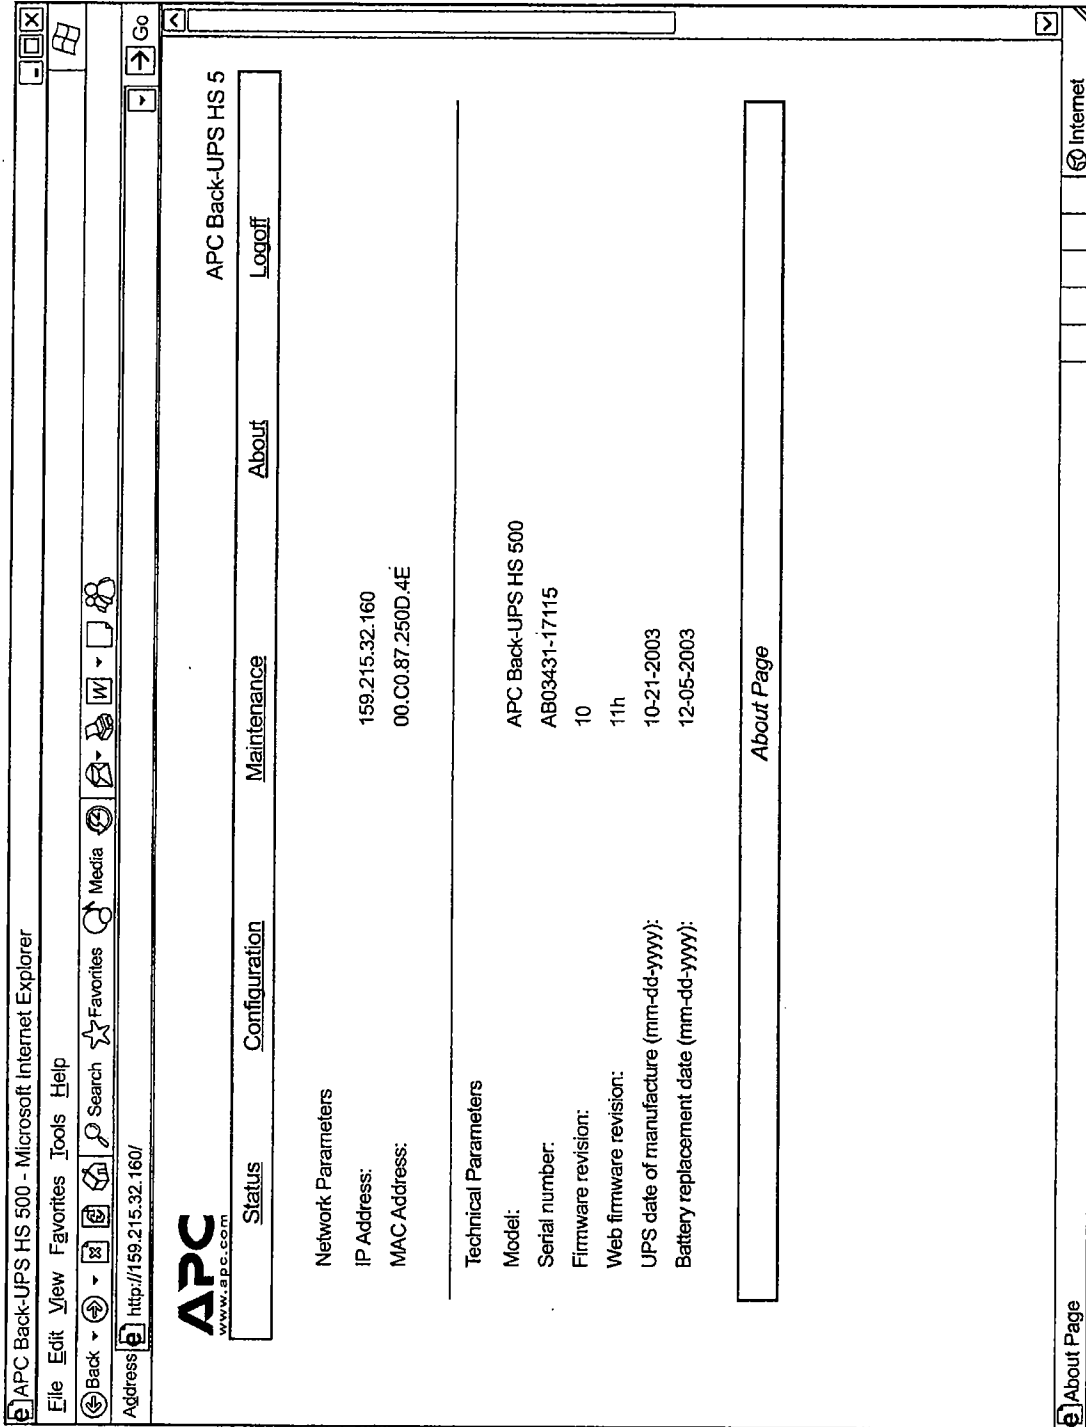 APC Back-UPS HS 500 - Microsoft Internet Explorer
File Edit View Favorites Tools Help
Back Search Favorites Media W
Address http://159.215.32.160/ Go
APC
www.apc.com
APC Back-UPS HS 5
Status Configuration Maintenance About Logoff
Network Parameters
IP Address: 159.215.32.160
MAC Address: 00.C0.87.250D.4E
Technical Parameters
Model: APC Back-UPS HS 500
Serial number: AB03431-17115
Firmware revision: 10
Web firmware revision: 11h
UPS date of manufacture (mm-dd-yyyy): 10-21-2003
Battery replacement date (mm-dd-yyyy): 12-05-2003
About Page
About Page Internet